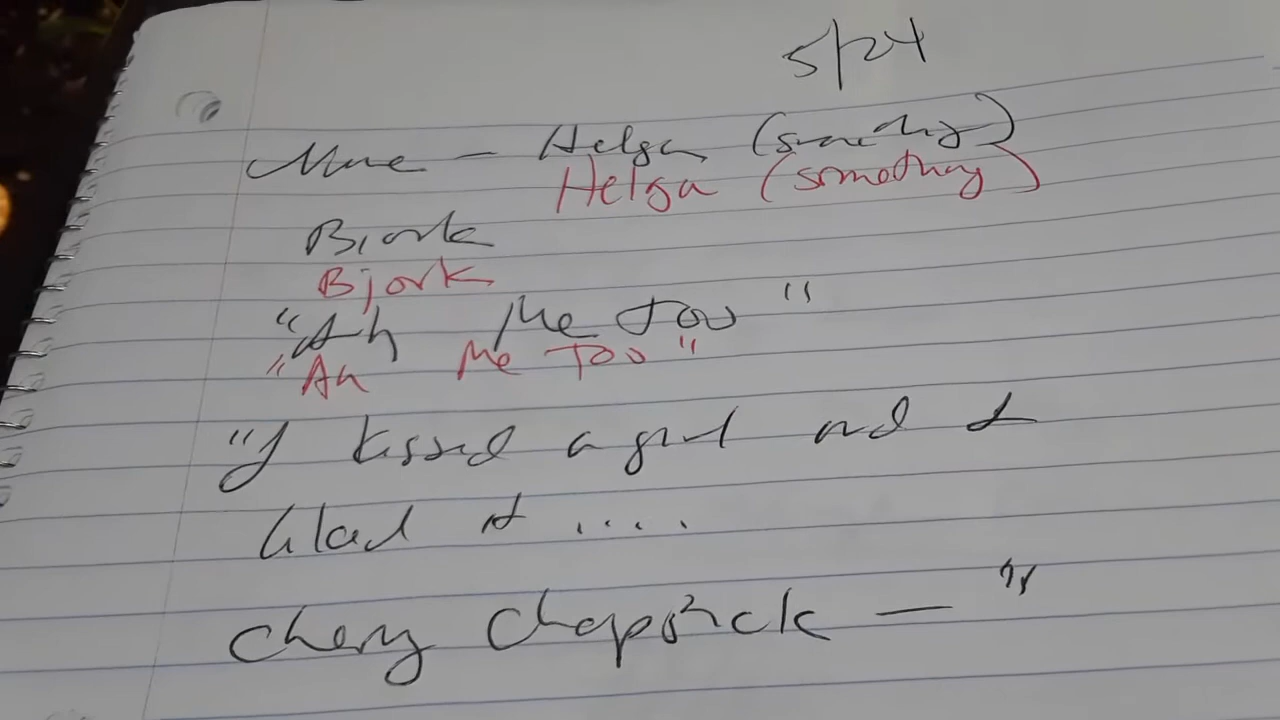 5/24
Mue - Helga (something)
Helga (something)
Bjork
Bjork
"Ah Me Too"
"Ah Me Too"
"I kissed a girl and I
liked it ....
Cherry Chapstick - "